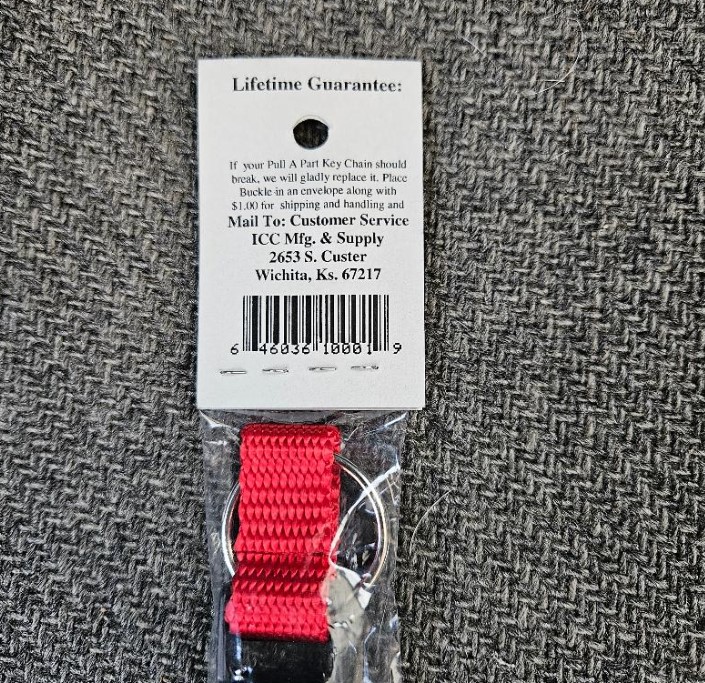 Lifetime Guarantee:
If your Pull A Part Key Chain should
break, we will gladly replace it. Place
Buckle in an envelope along with
$1.00 for shipping and handling and
Mail To: Customer Service
ICC Mfg. & Supply
2653 S. Custer
Wichita, Ks. 67217
6 46036 10001 9